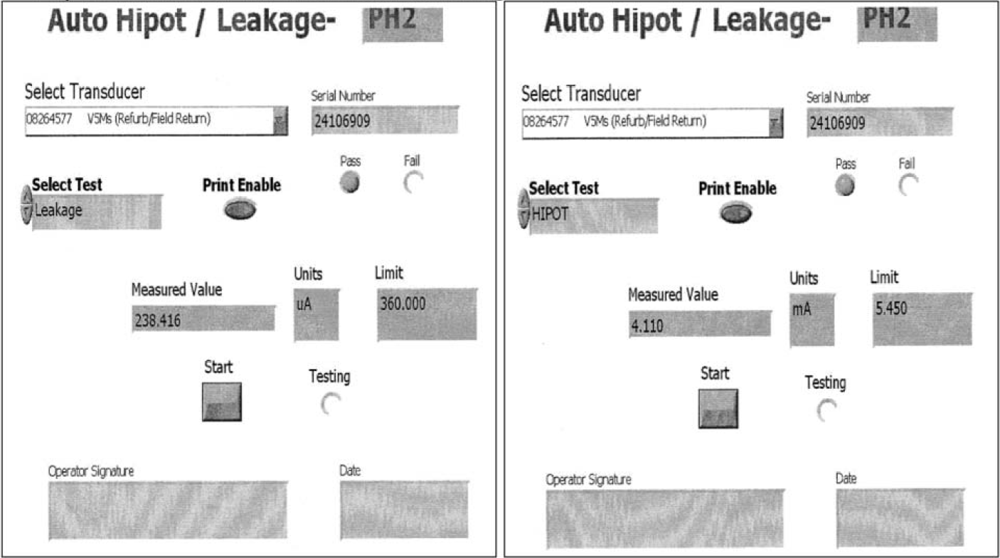 Auto Hipot / Leakage- PH2
Select Transducer
Serial Number
08264577 V5Ms (Refurb/Field Return)
24106909
Pass Fail
Select Test
Print Enable
Leakage
Measured Value
Units
Limit
238.416
uA
360.000
Start
Testing
Operator Signature
Date
Auto Hipot / Leakage- PH2
Select Transducer
Serial Number
08264577 V5Ms (Refurb/Field Return)
24106909
Pass Fail
Select Test
Print Enable
HIPOT
Measured Value
Units
Limit
4.110
mA
5.450
Start
Testing
Operator Signature
Date